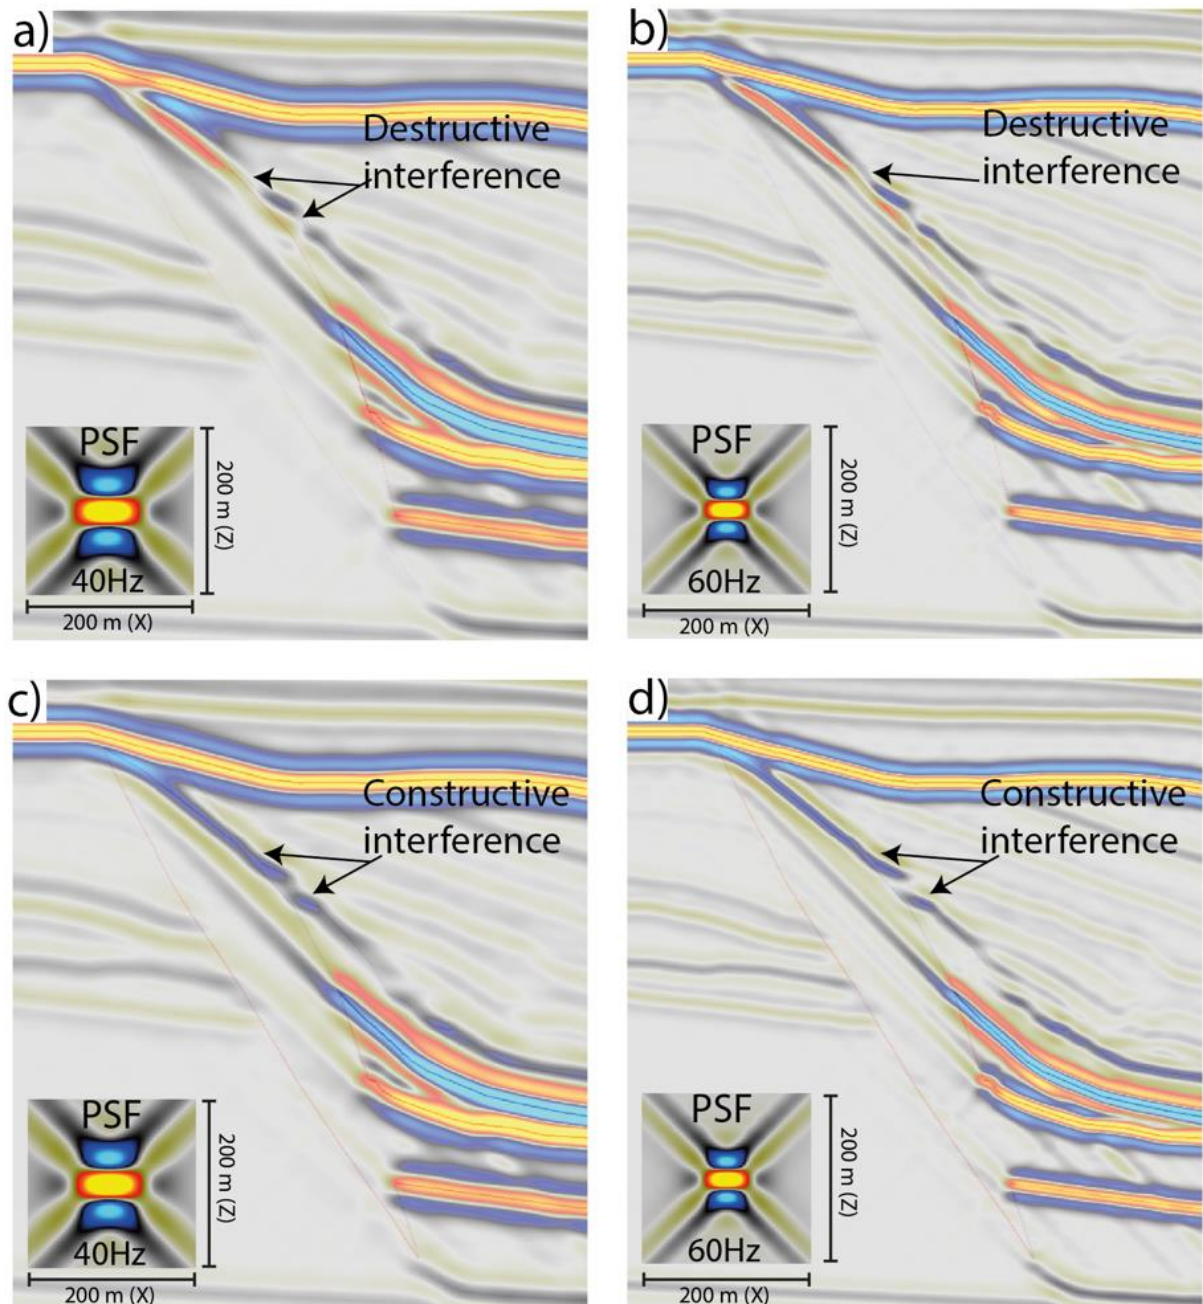 a)
Destructive
interference
PSF
40Hz
200 m (Z)
200 m (X)
b)
Destructive
interference
PSF
60Hz
200 m (Z)
200 m (X)
c)
Constructive
interference
PSF
40Hz
200 m (Z)
200 m (X)
d)
Constructive
interference
PSF
60Hz
200 m (Z)
200 m (X)